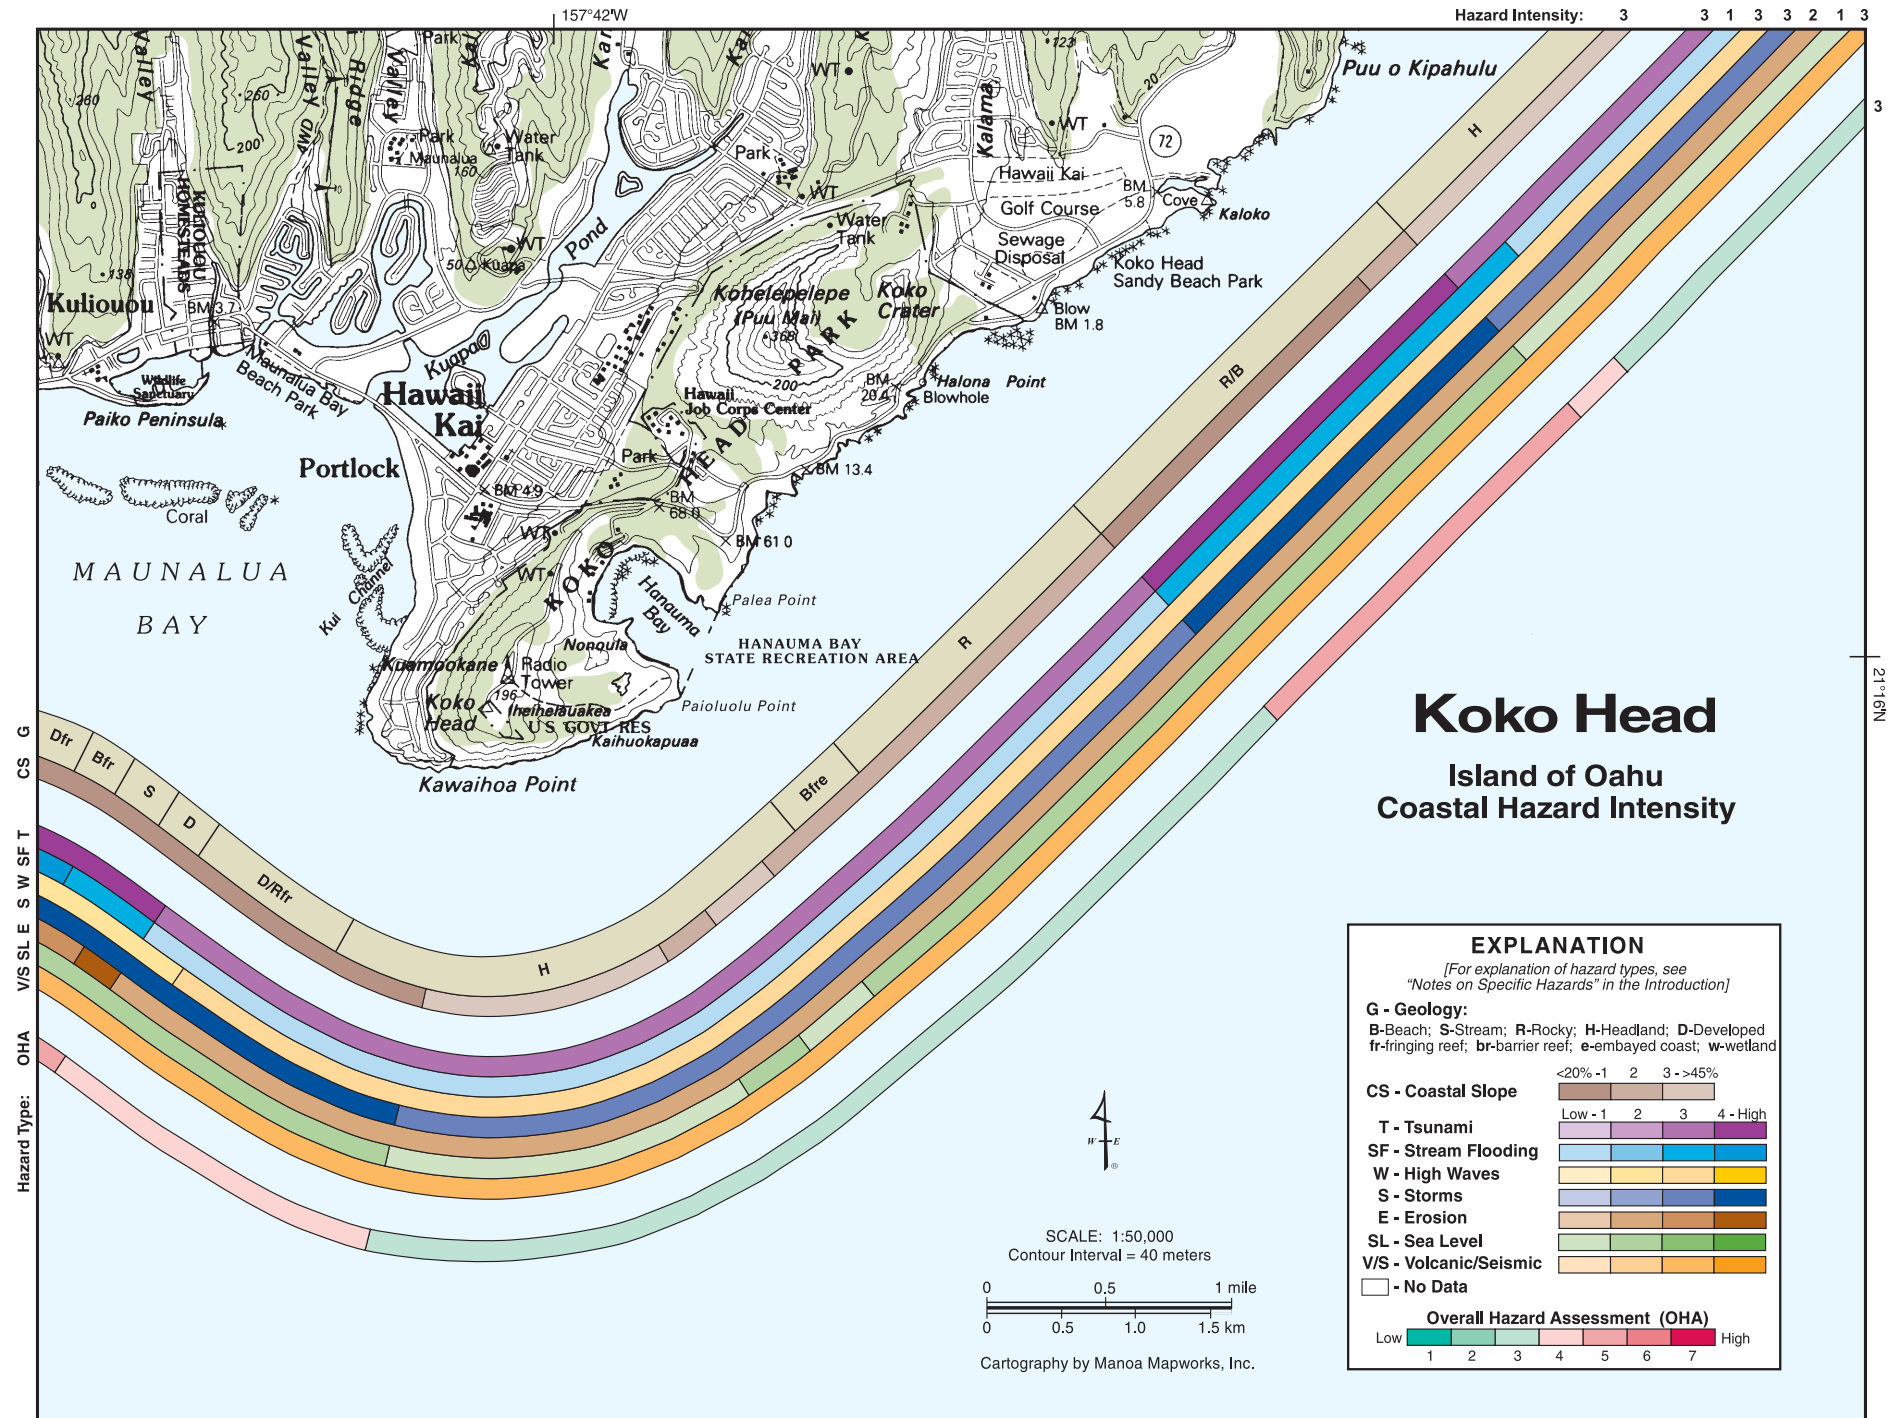 157°42'W
Hazard Intensity: 3 3 1 3 3 2 1 3
3
21°16'N
Valley
Valley
4WD
Ridge
Valley
Park
260
260
200
138
123
20
WT
Puu o Kipahulu
Park
Maunalua
160
Water
Tank
Park
WT
Kalama
WT
72
KULIOUOU
HOMESTEADS
Pond
WT
Water
Tank
Hawaii Kai
Golf Course
BM
5.8
Cove
Kaloko
Sewage
Disposal
Koko Head
Sandy Beach Park
WT
50
Kuapa
Kuliouou
BM 3.7
WT
Kohelepelepe
(Puu Mai)
368
Koko
Crater
Blow
BM 1.8
PARK
200
Maunalua Bay
Beach Park
Kuapa
Wildlife
Sanctuary
Paiko Peninsula
Hawaii
Kai
Hawaii
Job Corps Center
BM
20.4
Halona Point
Blowhole
HEAD
Portlock
Park
BM 13.4
BM 4.9
BM
68.0
Coral
WT
BM 61 0
KOKO
WT
MAUNALUA
BAY
Kui Channel
Hanauma
Bay
Palea Point
HANAUMA BAY
STATE RECREATION AREA
Nonoula
Kuamookane
Radio
Tower
196
Koko
Head
Iheihelauakea
U S GOVT RES
Kaihuokapuaa
Paioluolu Point
Kawaihoa Point
H
R/B
R
Bfre
H
D/Rfr
D
S
Bfr
Dfr
G
CS
T
SF
W
S
E
SL
V/S
OHA
Hazard Type:
Koko Head
Island of Oahu
Coastal Hazard Intensity
EXPLANATION
[For explanation of hazard types, see
“Notes on Specific Hazards” in the Introduction]
G - Geology:
B-Beach; S-Stream; R-Rocky; H-Headland; D-Developed
fr-fringing reef; br-barrier reef; e-embayed coast; w-wetland
<20% -1 2 3 - >45%
CS - Coastal Slope
Low - 1 2 3 4 - High
T - Tsunami
SF - Stream Flooding
W - High Waves
S - Storms
E - Erosion
SL - Sea Level
V/S - Volcanic/Seismic
- No Data
Overall Hazard Assessment (OHA)
Low High
1 2 3 4 5 6 7
W E
®
SCALE: 1:50,000
Contour Interval = 40 meters
0 0.5 1 mile
0 0.5 1.0 1.5 km
Cartography by Manoa Mapworks, Inc.